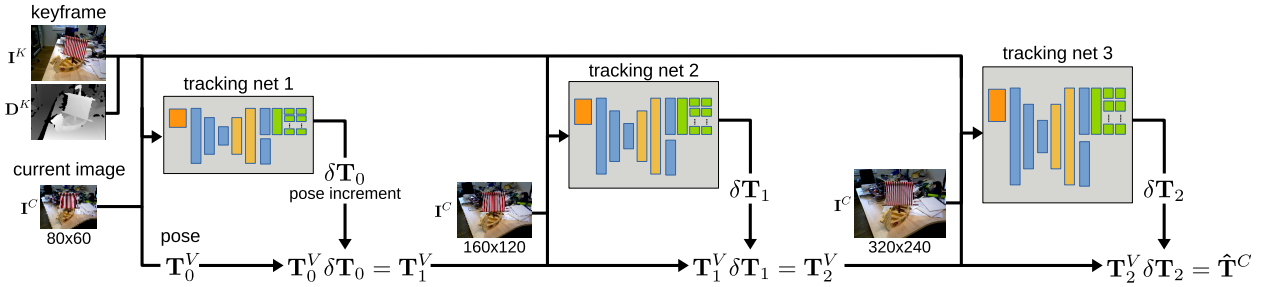 keyframe
I^K
D^K
current image
I^C
80x60
pose
T_0^V
tracking net 1
δT_0
pose increment
T_0^V δT_0 = T_1^V
I^C
160x120
tracking net 2
δT_1
T_1^V δT_1 = T_2^V
I^C
320x240
tracking net 3
δT_2
T_2^V δT_2 = T̂^C